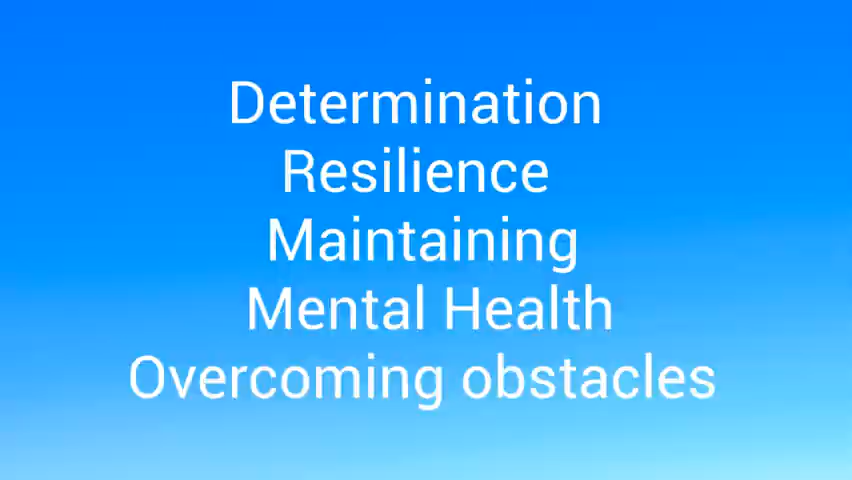 Determination
Resilience
Maintaining
Mental Health
Overcoming obstacles